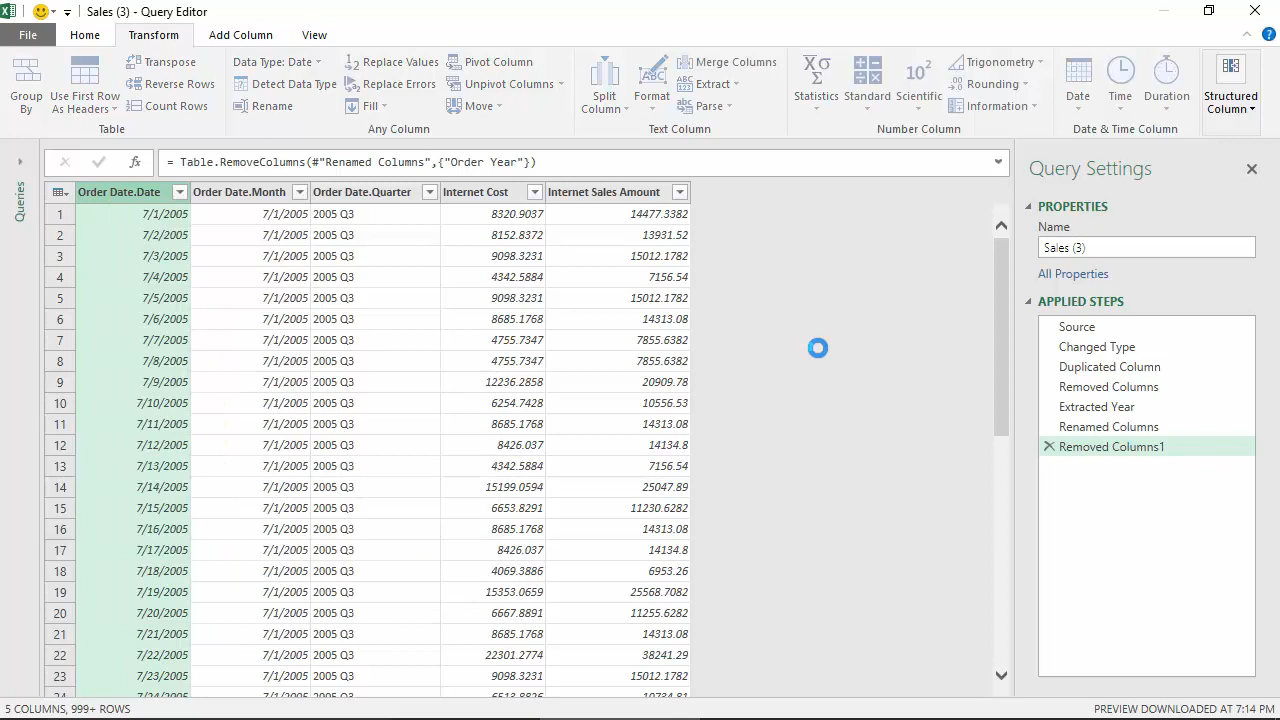 Sales (3) - Query Editor
File Home Transform Add Column View
Group By
Use First Row As Headers
Transpose
Reverse Rows
Count Rows
Table
Data Type: Date
Detect Data Type
Rename
Replace Values
Replace Errors
Fill
Pivot Column
Unpivot Columns
Move
Any Column
Split Column
Format
ABC
Merge Columns
Extract
Parse
Text Column
Statistics
Standard
Scientific
Trigonometry
Rounding
Information
Number Column
Date
Time
Duration
Date & Time Column
Structured Column
Queries
fx = Table.RemoveColumns(#"Renamed Columns",{"Order Year"})
Order Date.Date Order Date.Month Order Date.Quarter Internet Cost Internet Sales Amount
1 7/1/2005 7/1/2005 2005 Q3 8320.9037 14477.3382
2 7/2/2005 7/1/2005 2005 Q3 8152.8372 13931.52
3 7/3/2005 7/1/2005 2005 Q3 9098.3231 15012.1782
4 7/4/2005 7/1/2005 2005 Q3 4342.5884 7156.54
5 7/5/2005 7/1/2005 2005 Q3 9098.3231 15012.1782
6 7/6/2005 7/1/2005 2005 Q3 8685.1768 14313.08
7 7/7/2005 7/1/2005 2005 Q3 4755.7347 7855.6382
8 7/8/2005 7/1/2005 2005 Q3 4755.7347 7855.6382
9 7/9/2005 7/1/2005 2005 Q3 12236.2858 20909.78
10 7/10/2005 7/1/2005 2005 Q3 6254.7428 10556.53
11 7/11/2005 7/1/2005 2005 Q3 8685.1768 14313.08
12 7/12/2005 7/1/2005 2005 Q3 8426.037 14134.8
13 7/13/2005 7/1/2005 2005 Q3 4342.5884 7156.54
14 7/14/2005 7/1/2005 2005 Q3 15199.0594 25047.89
15 7/15/2005 7/1/2005 2005 Q3 6653.8291 11230.6282
16 7/16/2005 7/1/2005 2005 Q3 8685.1768 14313.08
17 7/17/2005 7/1/2005 2005 Q3 8426.037 14134.8
18 7/18/2005 7/1/2005 2005 Q3 4069.3886 6953.26
19 7/19/2005 7/1/2005 2005 Q3 15353.0659 25568.7082
20 7/20/2005 7/1/2005 2005 Q3 6667.8891 11255.6282
21 7/21/2005 7/1/2005 2005 Q3 8685.1768 14313.08
22 7/22/2005 7/1/2005 2005 Q3 22301.2774 38241.29
23 7/23/2005 7/1/2005 2005 Q3 9098.3231 15012.1782
24 7/24/2005 7/1/2005 2005 Q3 6513.8826 10734.81
Query Settings
PROPERTIES
Name
Sales (3)
All Properties
APPLIED STEPS
Source
Changed Type
Duplicated Column
Removed Columns
Extracted Year
Renamed Columns
Removed Columns1
5 COLUMNS, 999+ ROWS
PREVIEW DOWNLOADED AT 7:14 PM